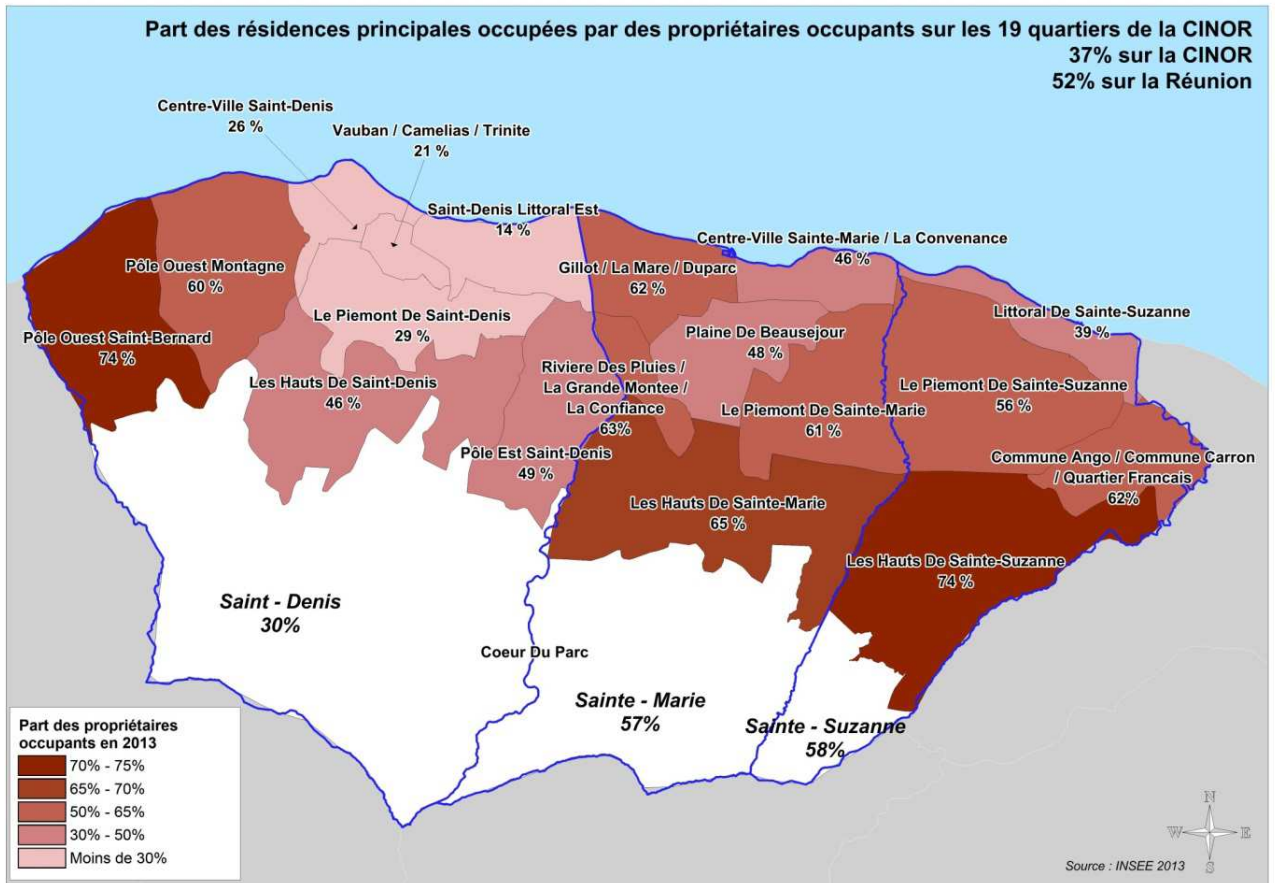 Part des résidences principales occupées par des propriétaires occupants sur les 19 quartiers de la CINOR
37% sur la CINOR
52% sur la Réunion
Centre-Ville Saint-Denis
26 %
Vauban / Camelias / Trinite
21 %
Saint-Denis Littoral Est
14 %
Centre-Ville Sainte-Marie / La Convenance
46 %
Pôle Ouest Montagne
60 %
Gillot / La Mare / Duparc
62 %
Littoral De Sainte-Suzanne
39 %
Le Piemont De Saint-Denis
29 %
Plaine De Beausejour
48 %
Pôle Ouest Saint-Bernard
74 %
Riviere Des Pluies /
La Grande Montee /
La Confiance
63%
Les Hauts De Saint-Denis
46 %
Le Piemont De Sainte-Suzanne
56 %
Le Piemont De Sainte-Marie
61 %
Pôle Est Saint-Denis
49 %
Commune Ango / Commune Carron
/ Quartier Francais
62%
Les Hauts De Sainte-Marie
65 %
Les Hauts De Sainte-Suzanne
74 %
Saint - Denis
30%
Coeur Du Parc
Sainte - Marie
57%
Sainte - Suzanne
58%
Part des propriétaires
occupants en 2013
70% - 75%
65% - 70%
50% - 65%
30% - 50%
Moins de 30%
N
W
E
S
Source : INSEE 2013